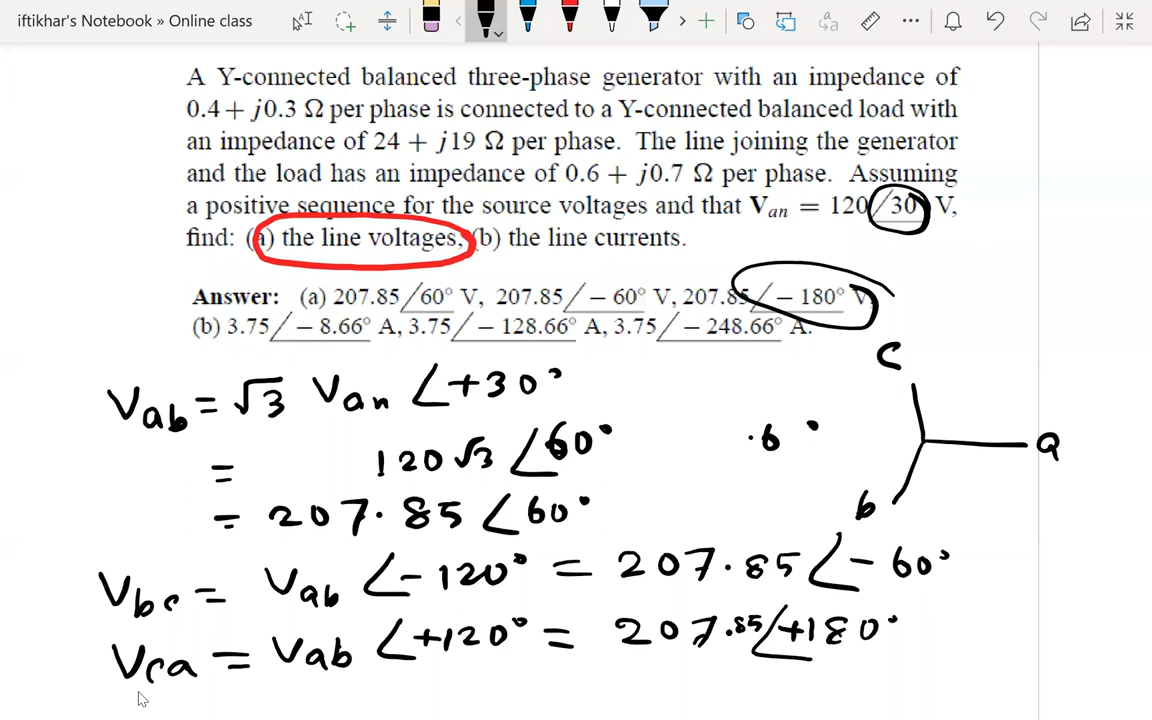 iftikhar's Notebook » Online class
A Y-connected balanced three-phase generator with an impedance of
0.4 + j0.3 Ω per phase is connected to a Y-connected balanced load with
an impedance of 24 + j19 Ω per phase. The line joining the generator
and the load has an impedance of 0.6 + j0.7 Ω per phase. Assuming
a positive sequence for the source voltages and that Van = 120/30 V,
find: (a) the line voltages, (b) the line currents.
Answer: (a) 207.85/60° V, 207.85/− 60° V, 207.85/− 180° V,
(b) 3.75/− 8.66° A, 3.75/− 128.66° A, 3.75/− 248.66° A.
Vab = √3 Van ∠+30°
= 120√3 ∠60°
= 207.85 ∠60°
Vbc = Vab ∠-120° = 207.85 ∠-60°
Vca = Vab ∠+120° = 207.85 ∠+180°
c
.6 °
a
b